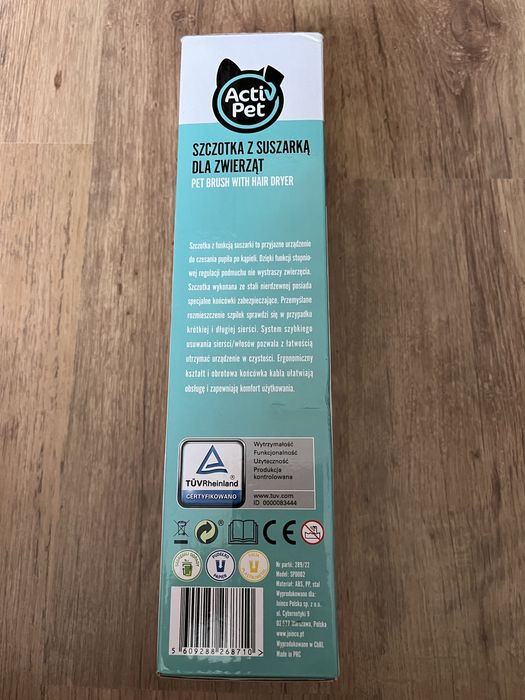 Activ
Pet
SZCZOTKA Z SUSZARKĄ
DLA ZWIERZĄT
PET BRUSH WITH HAIR DRYER
Szczotka z funkcją suszarki to przyjazne urządzenie
do czesania pupila po kąpieli. Dzięki funkcji stopnio-
wej regulacji podmuchu nie wystraszy zwierzęcia.
Szczotka wykonana ze stali nierdzewnej posiada
specjalne końcówki zabezpieczające. Przemyślane
rozmieszczenie szpilek sprawdzi się w przypadku
krótkiej i długiej sierści. System szybkiego
usuwania sierści/włosów pozwala z łatwością
utrzymać urządzenie w czystości. Ergonomiczny
kształt i obrotowa końcówka kabla ułatwiają
obsługę i zapewniają komfort użytkowania.
TÜVRheinland®
CERTYFIKOWANO
Wytrzymałość
Funkcjonalność
Użyteczność
Produkcja
kontrolowana
www.tuv.com
ID 0000083444
CE
PUDEŁKO
PAPIER
Nr partii: 289/22
Model: SP0002
Materiał: ABS, PP, stal
Wyprodukowano dla:
Joinco Polska sp. z o.o.
ul. Cybernetyki 9
Warszawa, Polska
www.joinco.pl
Wyprodukowano w ChRL
Made in PRC
5 609288 268710 >